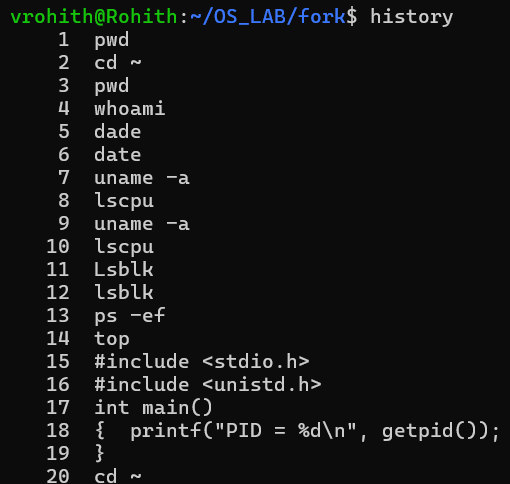 vrohith@Rohith:~/OS_LAB/fork$ history
1 pwd
2 cd ~
3 pwd
4 whoami
5 dade
6 date
7 uname -a
8 lscpu
9 uname -a
10 lscpu
11 Lsblk
12 lsblk
13 ps -ef
14 top
15 #include <stdio.h>
16 #include <unistd.h>
17 int main()
18 {  printf("PID = %d\n", getpid());
19 }
20 cd ~